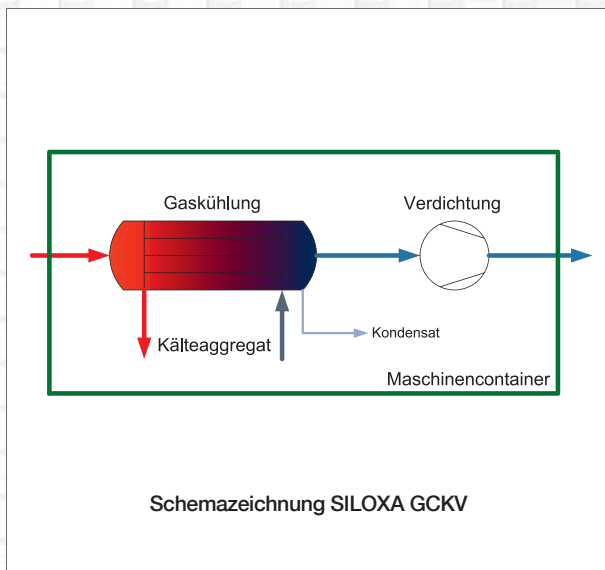 Gaskühlung
Verdichtung
Kälteaggregat
Kondensat
Maschinencontainer
Schemazeichnung SILOXA GCKV